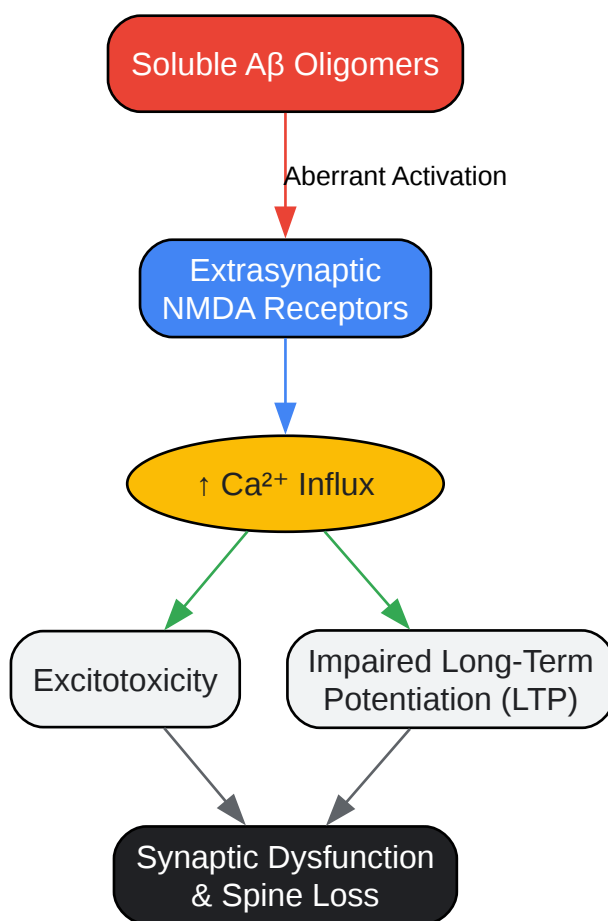 Soluble Aβ Oligomers
Aberrant Activation
Extrasynaptic
NMDA Receptors
↑ Ca²⁺ Influx
Excitotoxicity
Impaired Long-Term
Potentiation (LTP)
Synaptic Dysfunction
& Spine Loss